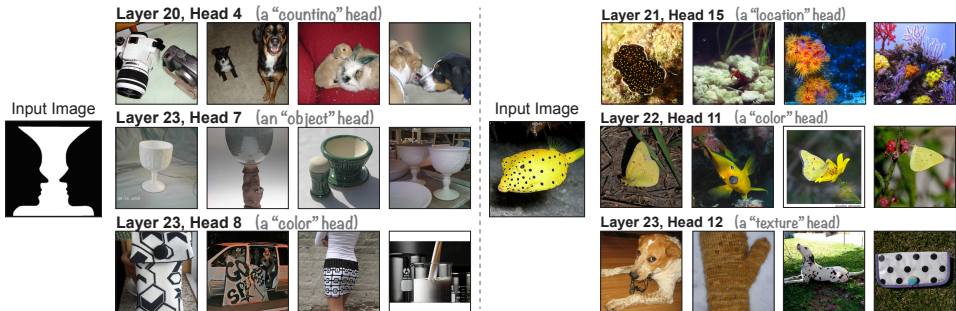 Layer 20, Head 4 (a “counting” head)
Input Image
Layer 23, Head 7 (an “object” head)
Layer 23, Head 8 (a “color” head)
Layer 21, Head 15 (a “location” head)
Input Image
Layer 22, Head 11 (a “color” head)
Layer 23, Head 12 (a “texture” head)